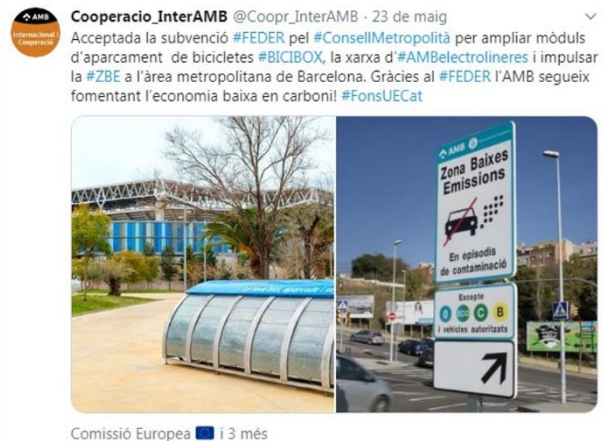 AMB
Internacional i
Cooperació
Cooperacio_InterAMB @Coopr_InterAMB · 23 de maig
Acceptada la subvenció #FEDER pel #ConsellMetropolità per ampliar mòduls
d'aparcament de bicicletes #BICIBOX, la xarxa d'#AMBelectrolineres i impulsar
la #ZBE a l'àrea metropolitana de Barcelona. Gràcies al #FEDER l'AMB segueix
fomentant l'economia baixa en carboni! #FonsUECat
AMB
Zona Baixes
Emissions
En episodis
de contaminació
Excepte
0 ECO C B
i vehicles autoritzats
Comissió Europea i 3 més